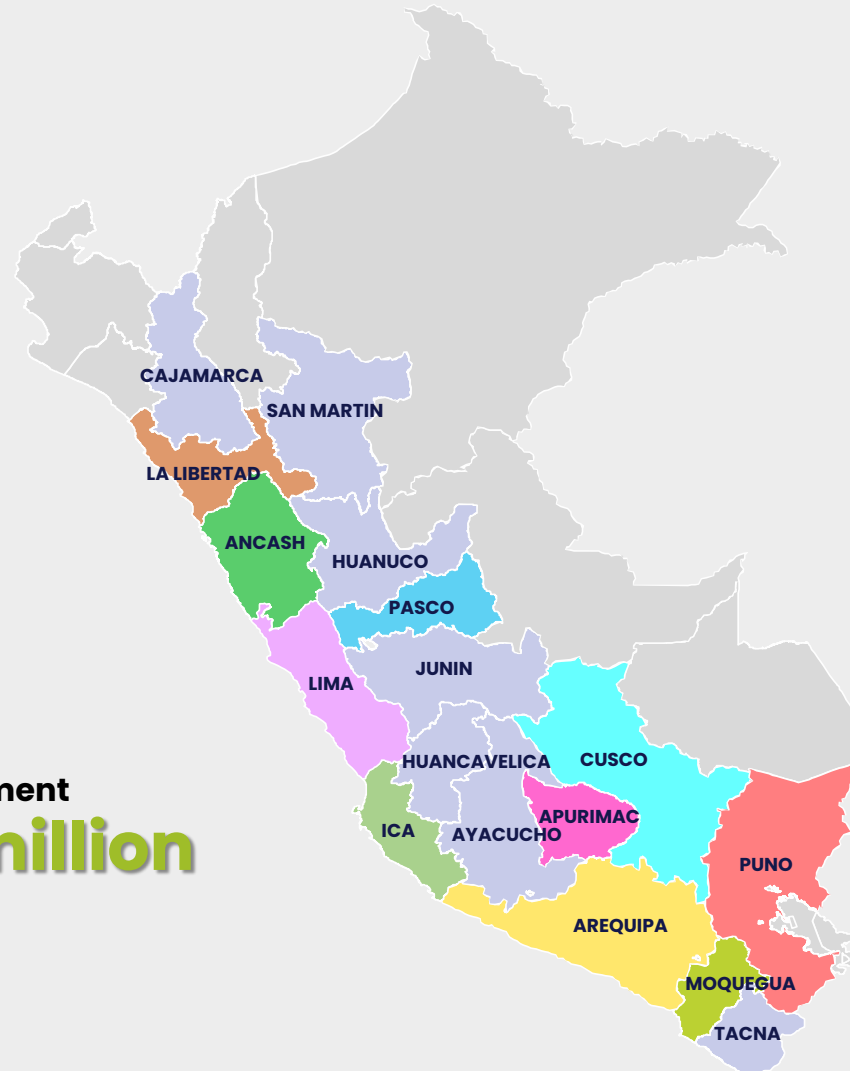 CAJAMARCA
SAN MARTIN
LA LIBERTAD
ANCASH
HUANUCO
PASCO
JUNIN
LIMA
HUANCAVELICA
CUSCO
million
ICA
APURIMAC
AYACUCHO
PUNO
AREQUIPA
MOQUEGUA
TACNA